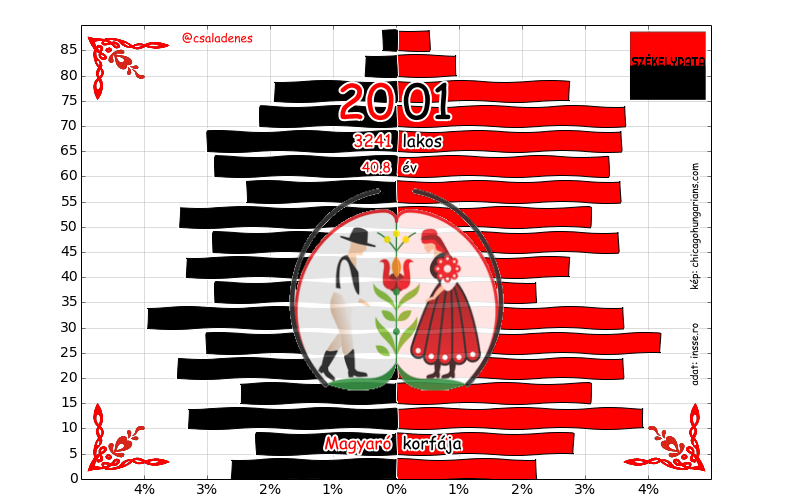 @csaladenes
SZÉKELYDATA
2001
3241 lakos
40.8 év
Magyaró korfája
kép: chicagohungarians.com
adat: insse.ro
85
80
75
70
65
60
55
50
45
40
35
30
25
20
15
10
5
0
4% 3% 2% 1% 0% 1% 2% 3% 4%